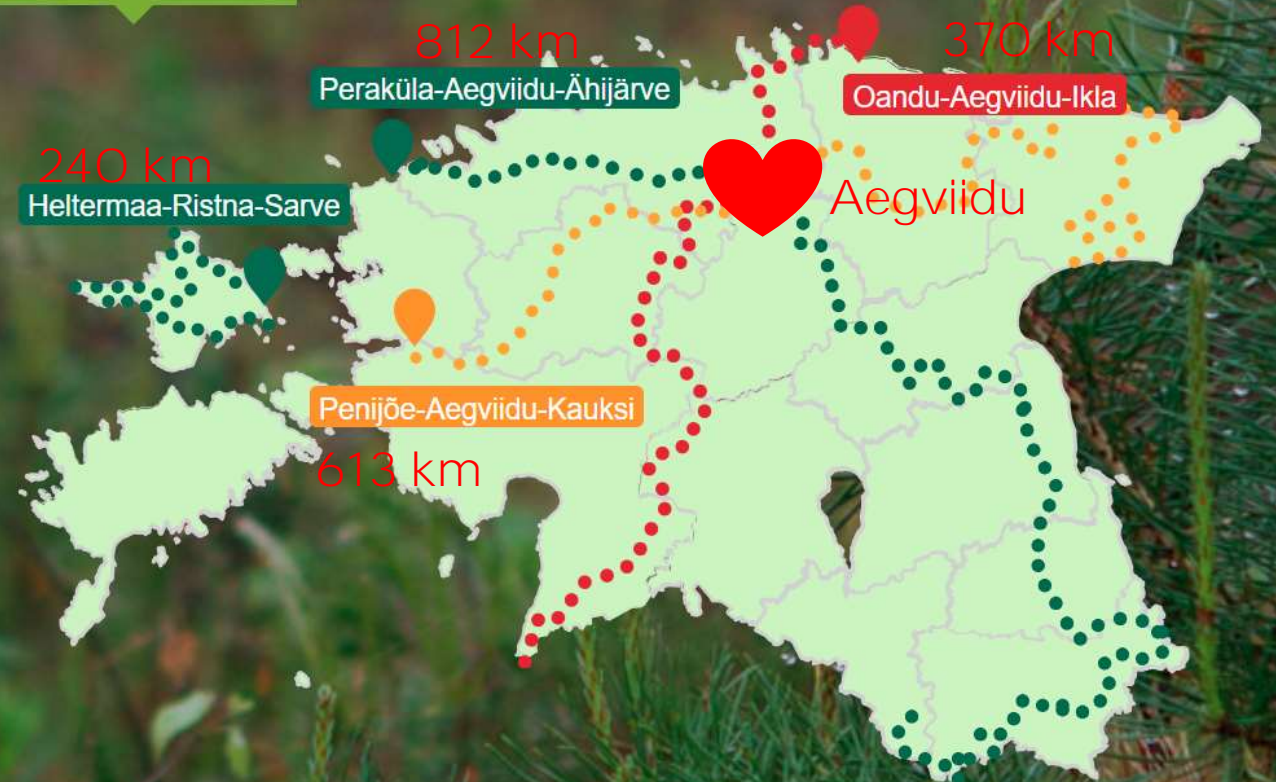 812 km
370 km
Peraküla-Aegviidu-Ähijärve
Oandu-Aegviidu-Ikla
240 km
Heltermaa-Ristna-Sarve
Aegviidu
Penijõe-Aegviidu-Kauksi
613 km